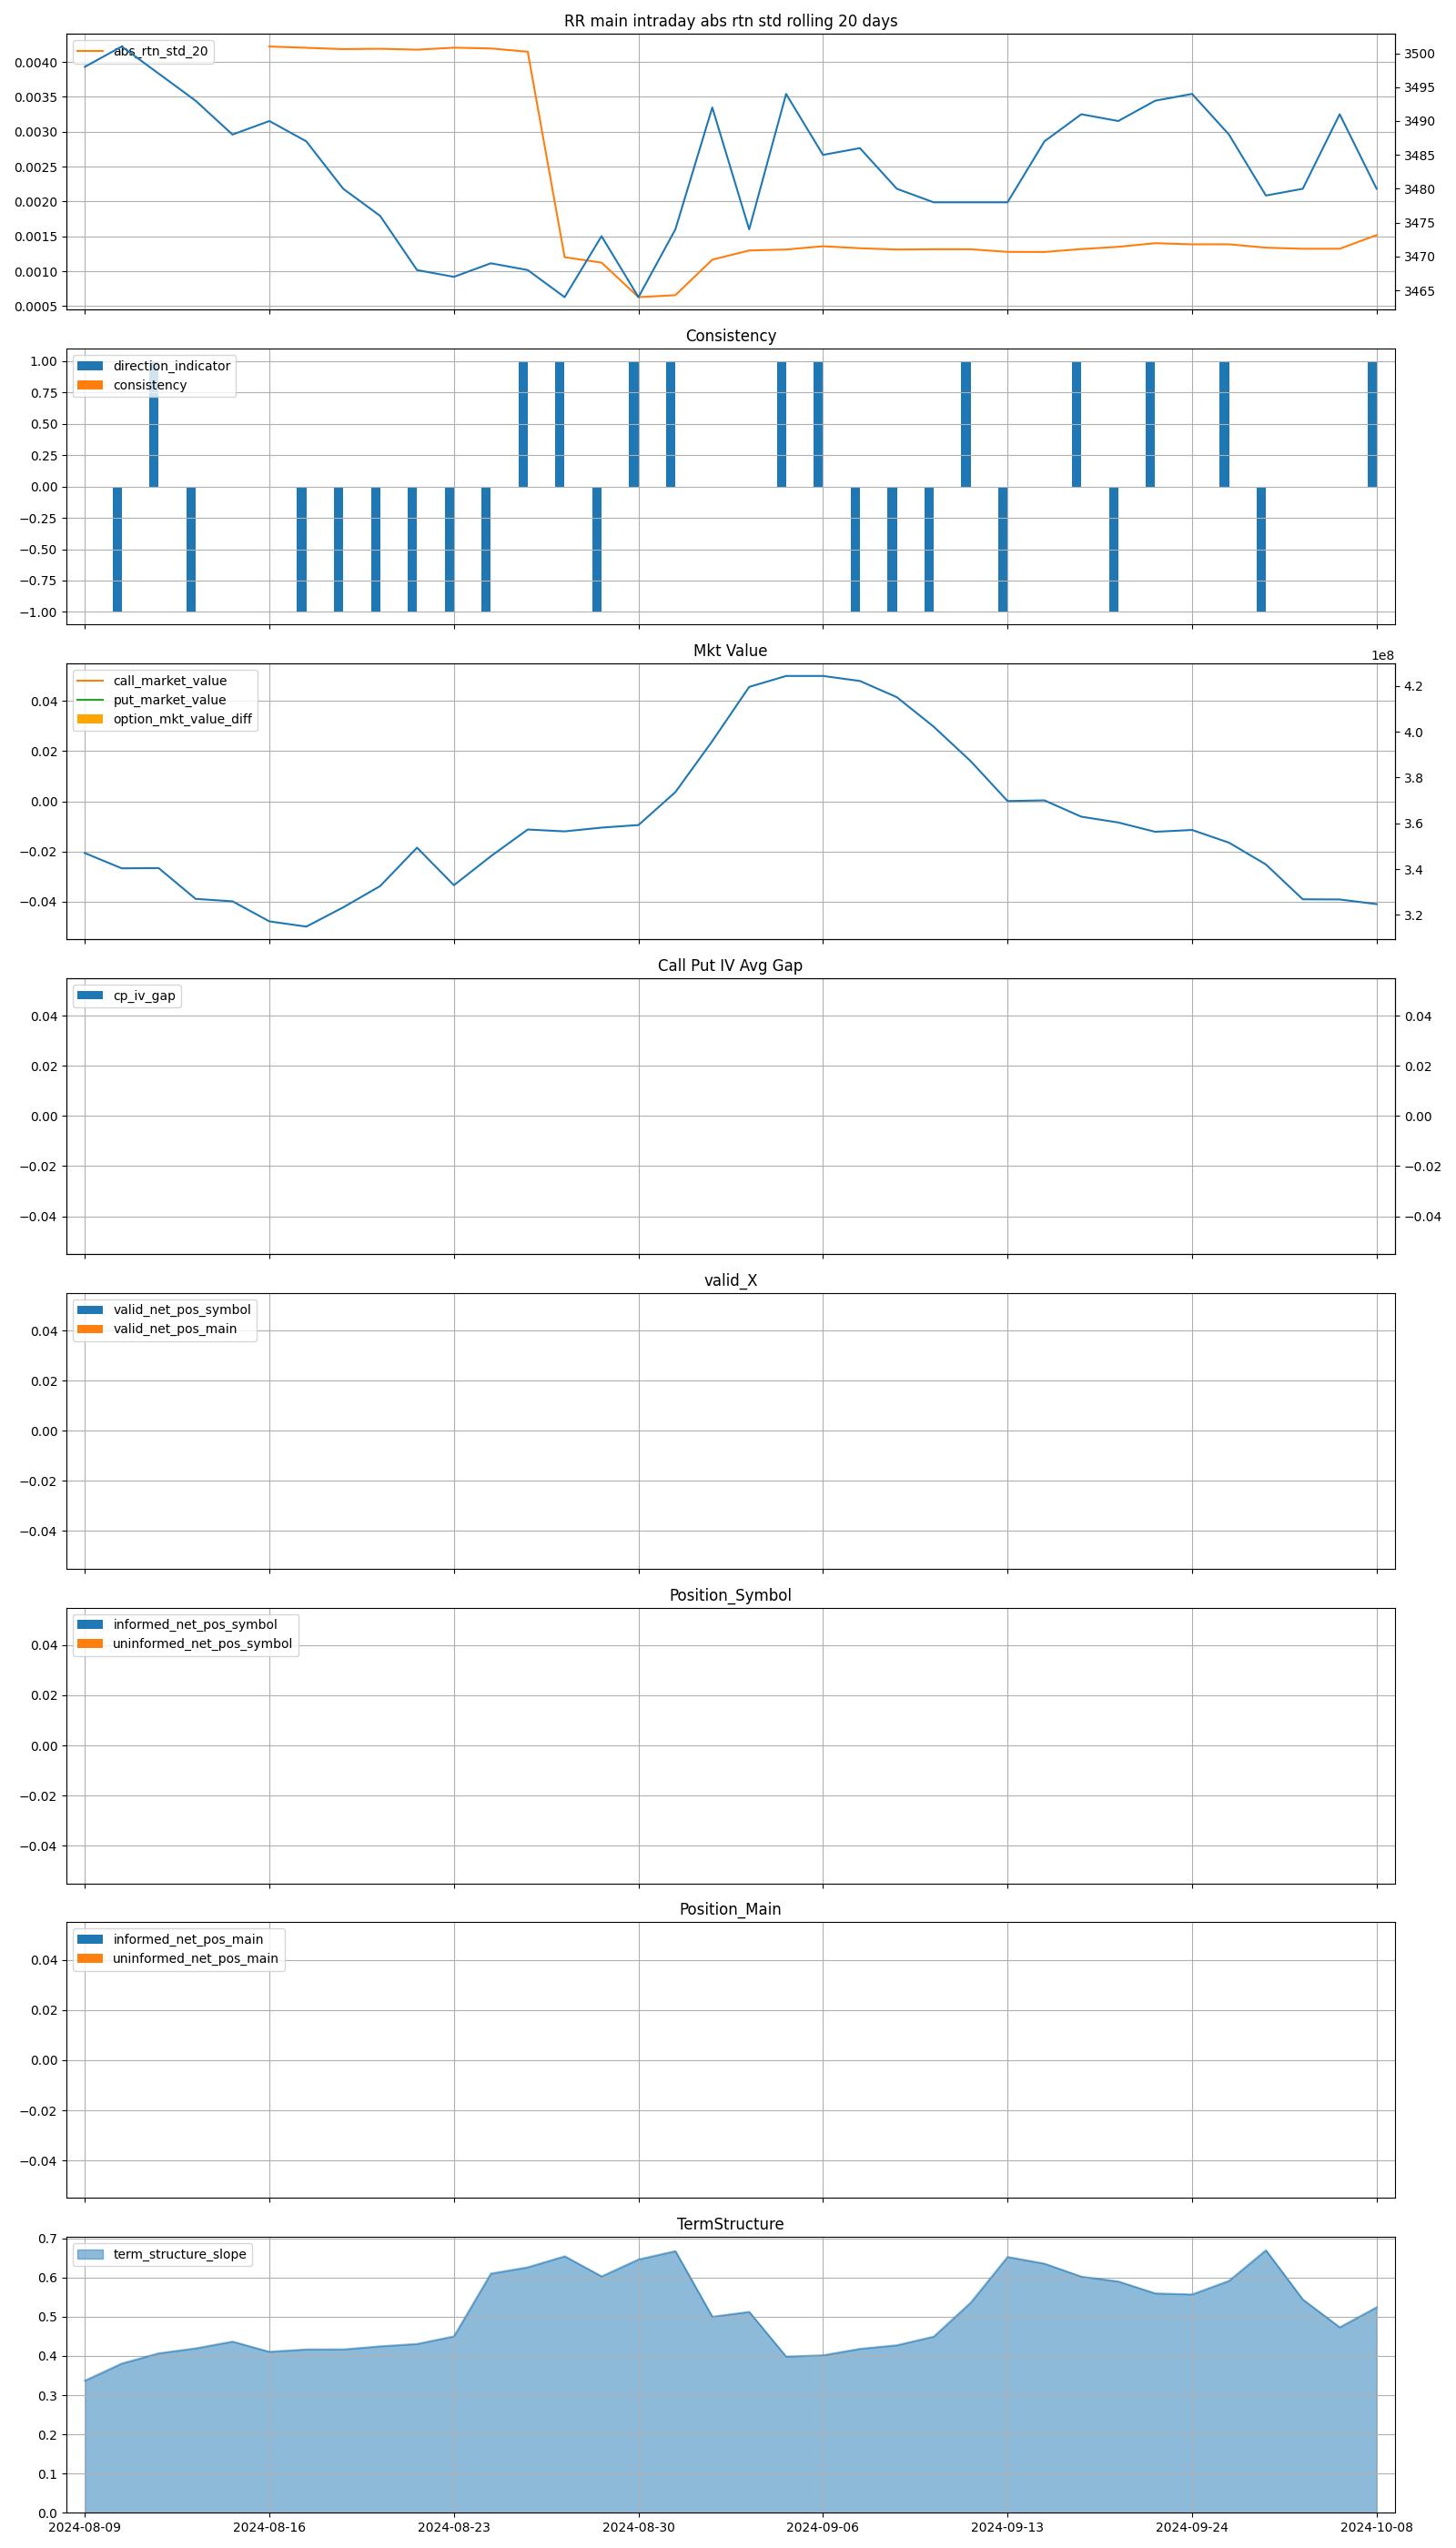 RR main intraday abs rtn std rolling 20 days
abs_rtn_std_20
0.0040
0.0035
0.0030
0.0025
0.0020
0.0015
0.0010
0.0005
3500
3495
3490
3485
3480
3475
3470
3465
Consistency
direction_indicator
consistency
1.00
0.75
0.50
0.25
0.00
−0.25
−0.50
−0.75
−1.00
Mkt Value
1e8
call_market_value
put_market_value
option_mkt_value_diff
0.04
0.02
0.00
−0.02
−0.04
4.2
4.0
3.8
3.6
3.4
3.2
Call Put IV Avg Gap
cp_iv_gap
0.04
0.02
0.00
−0.02
−0.04
0.04
0.02
0.00
−0.02
−0.04
valid_X
valid_net_pos_symbol
valid_net_pos_main
0.04
0.02
0.00
−0.02
−0.04
Position_Symbol
informed_net_pos_symbol
uninformed_net_pos_symbol
0.04
0.02
0.00
−0.02
−0.04
Position_Main
informed_net_pos_main
uninformed_net_pos_main
0.04
0.02
0.00
−0.02
−0.04
TermStructure
term_structure_slope
0.7
0.6
0.5
0.4
0.3
0.2
0.1
0.0
2024-08-09 2024-08-16 2024-08-23 2024-08-30 2024-09-06 2024-09-13 2024-09-24 2024-10-08